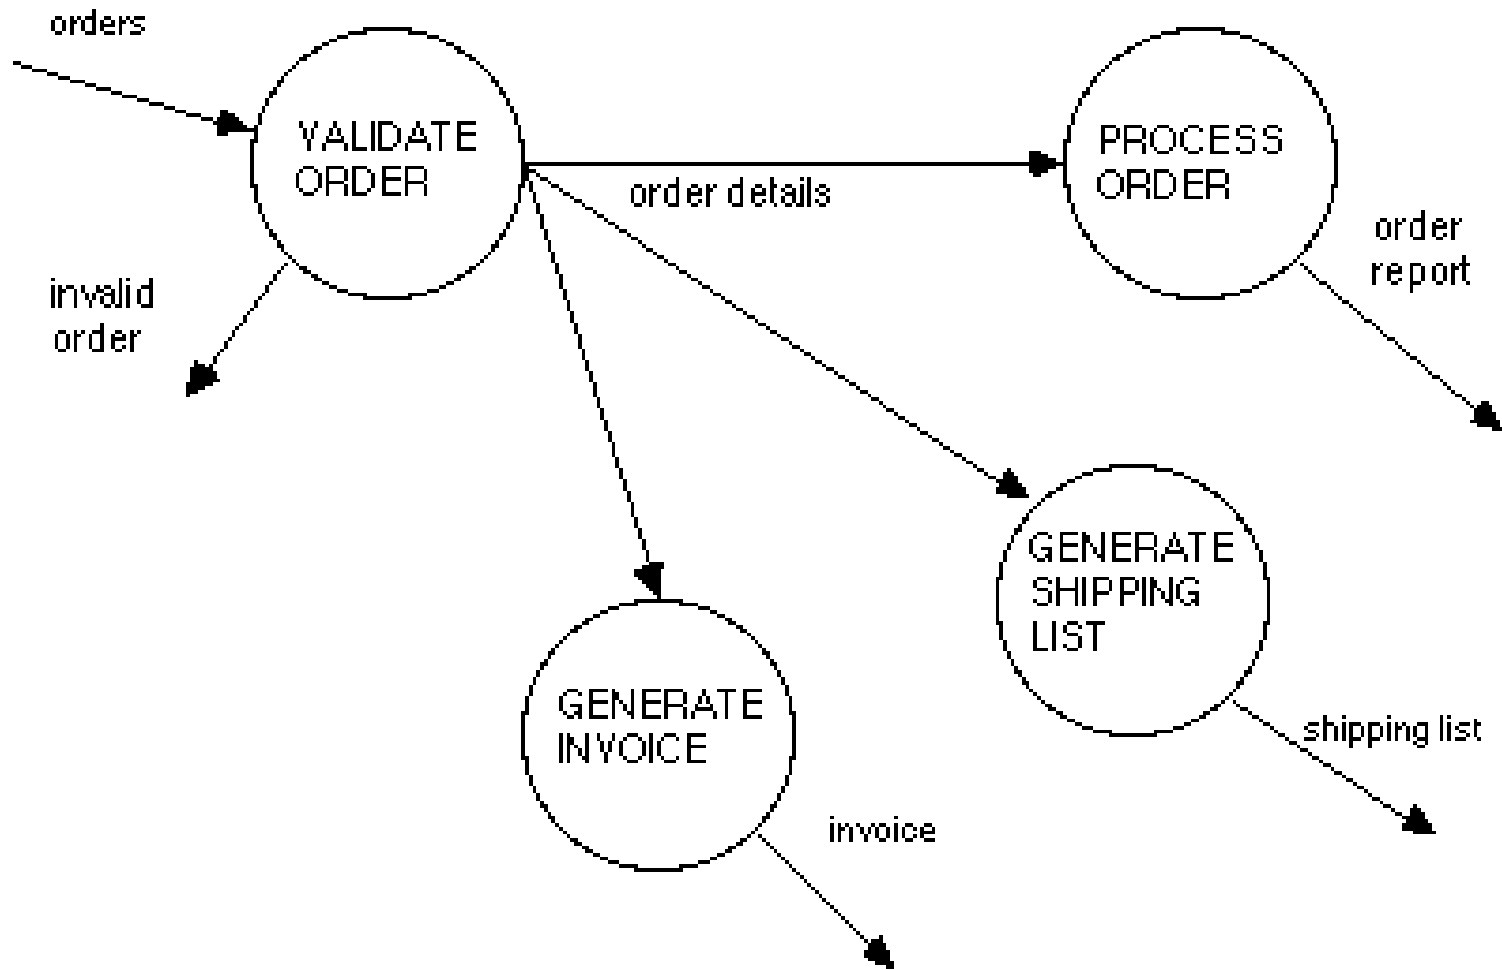 orders
VALIDATE
ORDER
PROCESS
ORDER
order details
order
report
invalid
order
GENERATE
SHIPPING
LIST
GENERATE
INVOICE
shipping list
invoice